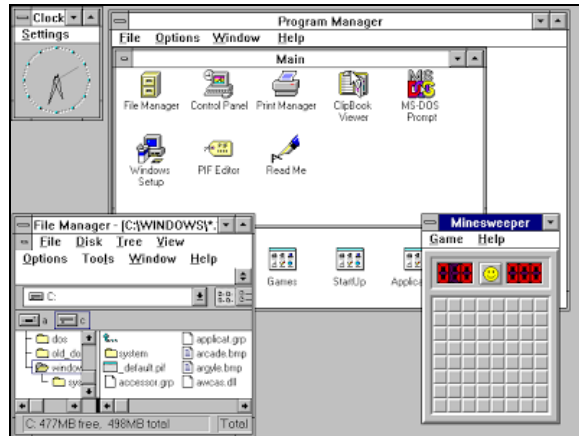 Clock
Settings
Program Manager
File Options Window Help
Main
File Manager
Control Panel
Print Manager
ClipBook
Viewer
MS-DOS
Prompt
Windows
Setup
PIF Editor
Read Me
Games
StartUp
Applica
File Manager - [C:\WINDOWS\*.
File Disk Tree View
Options Tools Window Help
C:
a c
dos
old_do
window
sys
system
_default.pif
accessor.grp
applicat.grp
arcade.bmp
argyle.bmp
awcas.dll
C: 477MB free, 498MB total
Total
Minesweeper
Game Help